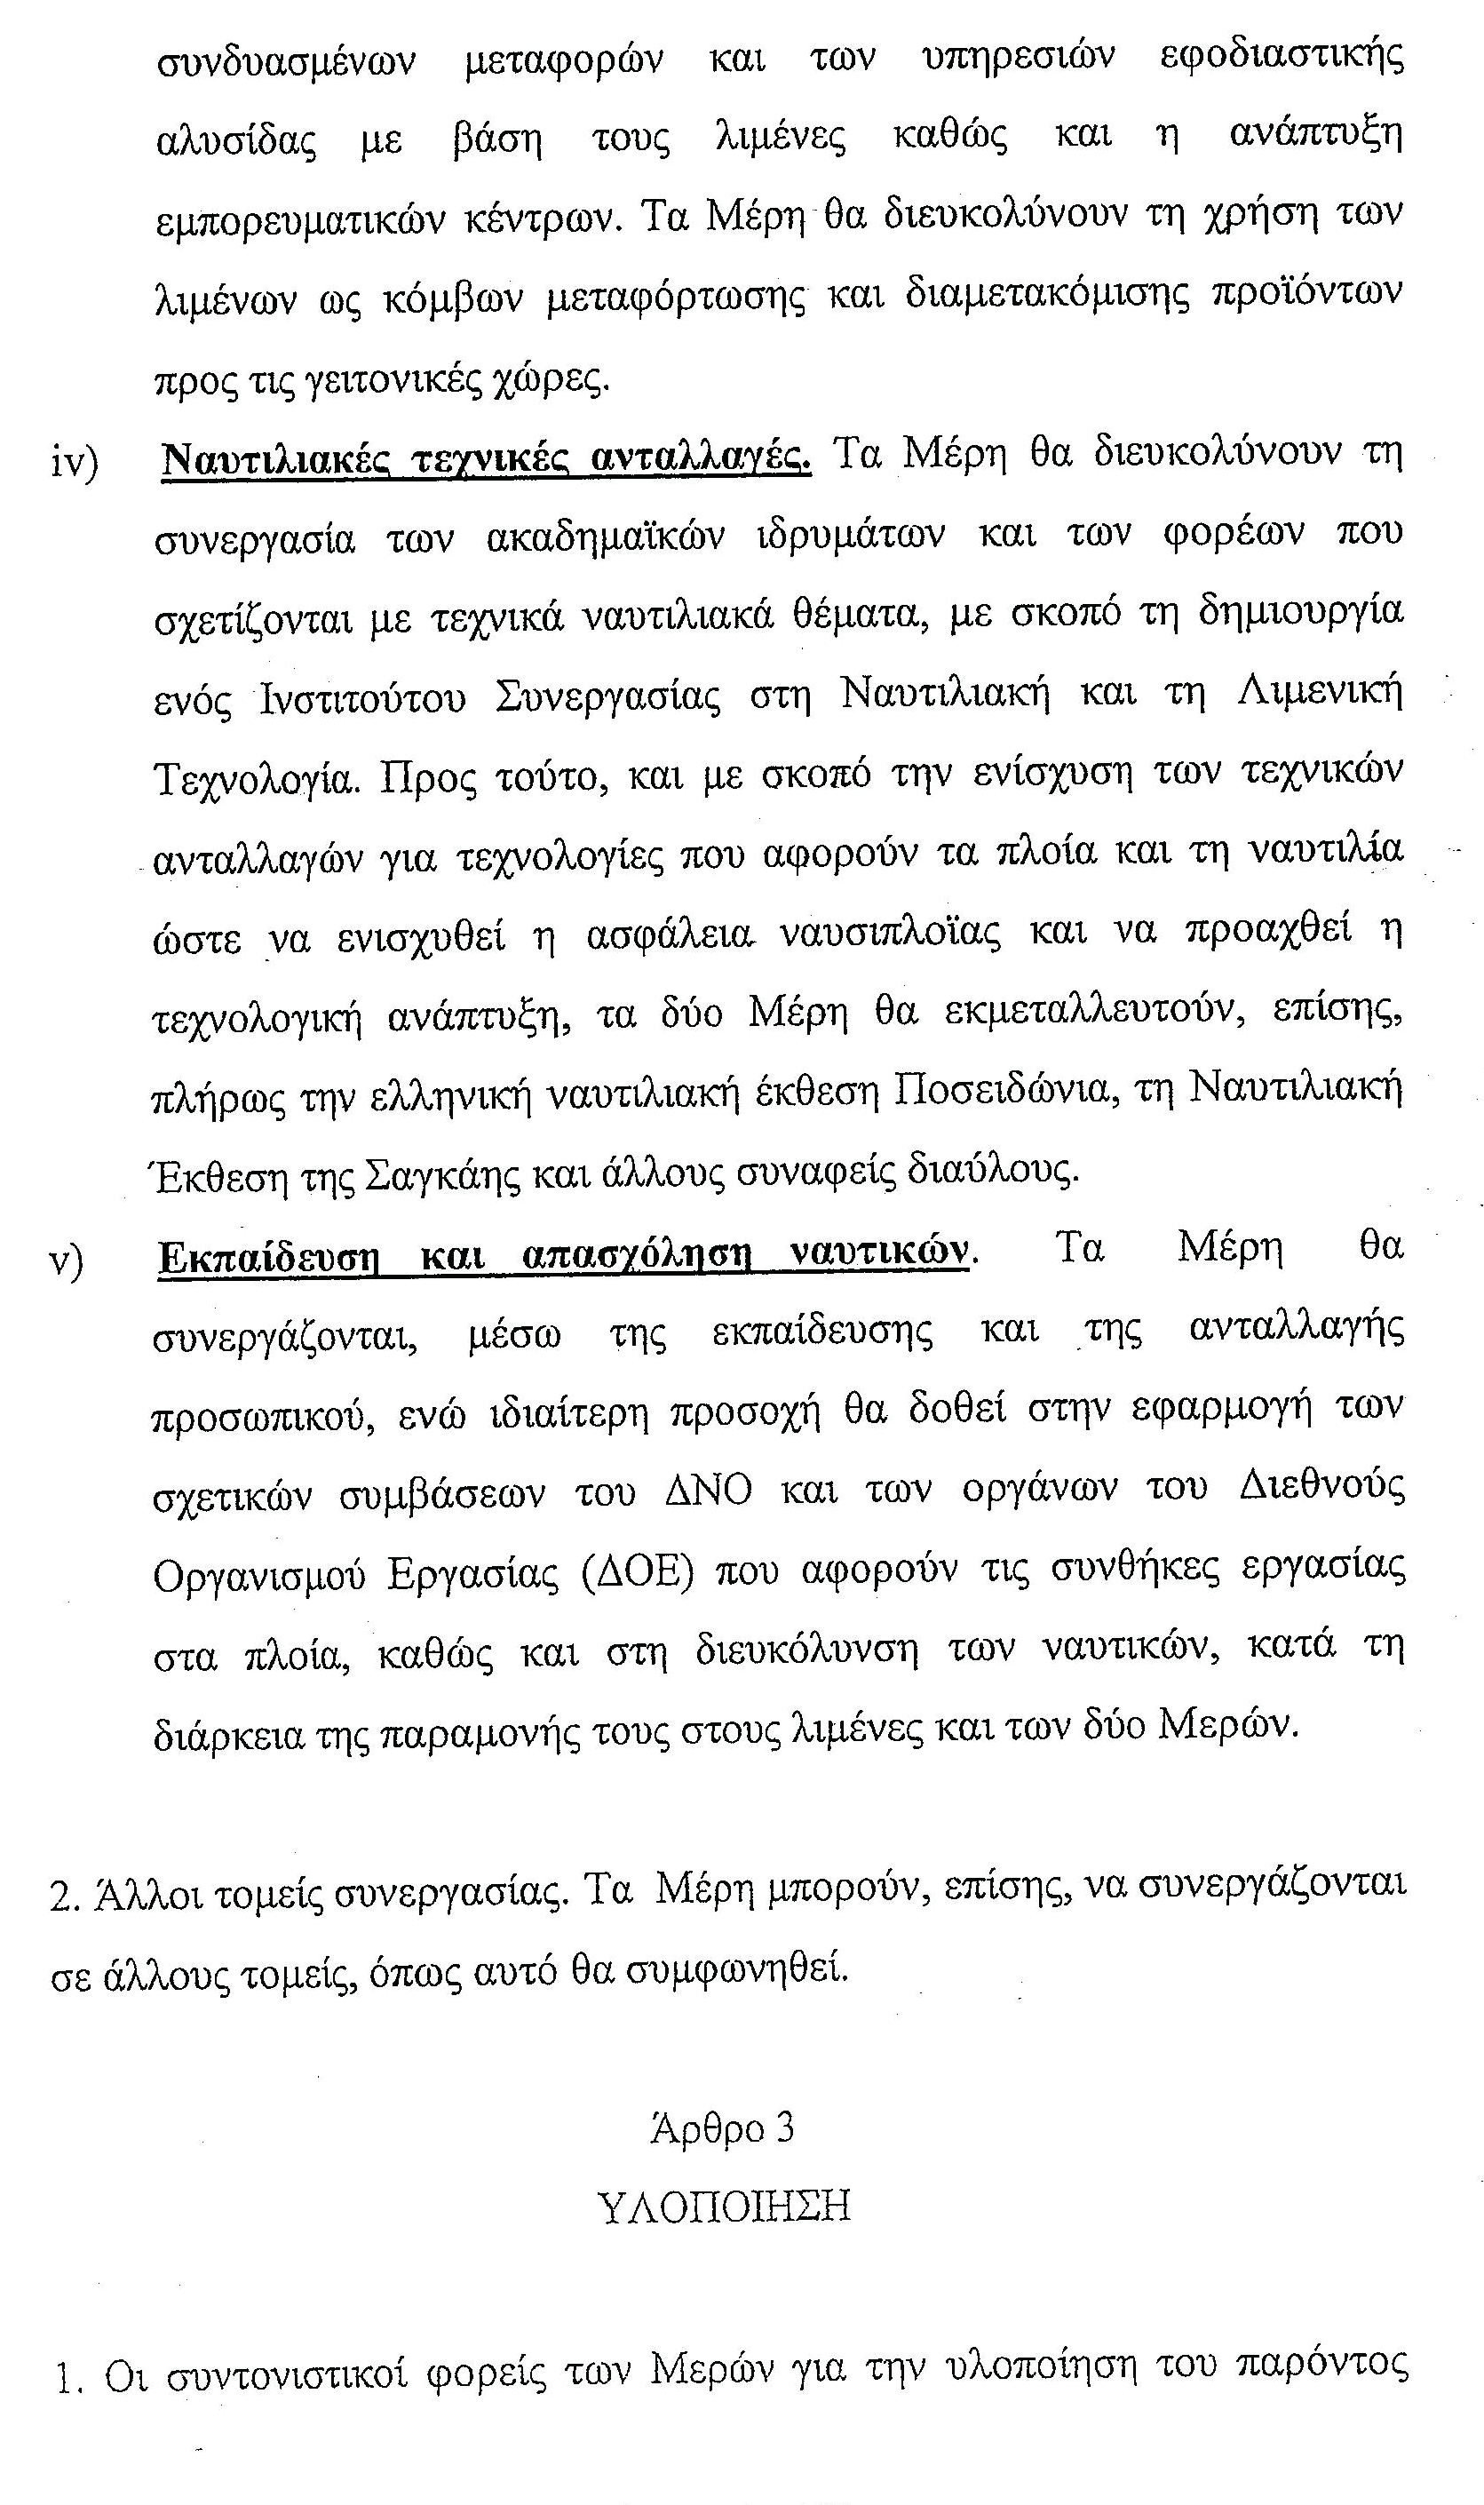 συνδυασμένων μεταφορών και των υπηρεσιών εφοδιαστικής
αλυσίδας με βάση τους λιμένες καθώς και η ανάπτυξη
εμπορευματικών κέντρων. Τα Μέρη θα διευκολύνουν τη χρήση των
λιμένων ως κόμβων μεταφόρτωσης και διαμετακόμισης προϊόντων
προς τις γειτονικές χώρες.
iv) Ναυτιλιακές τεχνικές ανταλλαγές. Τα Μέρη θα διευκολύνουν τη
συνεργασία των ακαδημαϊκών ιδρυμάτων και των φορέων που
σχετίζονται με τεχνικά ναυτιλιακά θέματα, με σκοπό τη δημιουργία
ενός Ινστιτούτου Συνεργασίας στη Ναυτιλιακή και τη Λιμενική
Τεχνολογία. Προς τούτο, και με σκοπό την ενίσχυση των τεχνικών
ανταλλαγών για τεχνολογίες που αφορούν τα πλοία και τη ναυτιλία
ώστε να ενισχυθεί η ασφάλεια ναυσιπλοΐας και να προαχθεί η
τεχνολογική ανάπτυξη, τα δύο Μέρη θα εκμεταλλευτούν, επίσης,
πλήρως την ελληνική ναυτιλιακή έκθεση Ποσειδώνια, τη Ναυτιλιακή
Έκθεση της Σαγκάης και άλλους συναφείς διαύλους.
v) Εκπαίδευση και απασχόληση ναυτικών. Τα Μέρη θα
συνεργάζονται, μέσω της εκπαίδευσης και της ανταλλαγής
προσωπικού, ενώ ιδιαίτερη προσοχή θα δοθεί στην εφαρμογή των
σχετικών συμβάσεων του ΔΝΟ και των οργάνων του Διεθνούς
Οργανισμού Εργασίας (ΔΟΕ) που αφορούν τις συνθήκες εργασίας
στα πλοία, καθώς και στη διευκόλυνση των ναυτικών, κατά τη
διάρκεια της παραμονής τους στους λιμένες και των δύο Μερών.
2. Άλλοι τομείς συνεργασίας. Τα Μέρη μπορούν, επίσης, να συνεργάζονται
σε άλλους τομείς, όπως αυτό θα συμφωνηθεί.
Άρθρο 3
ΥΛΟΠΟΙΗΣΗ
1. Οι συντονιστικοί φορείς των Μερών για την υλοποίηση του παρόντος